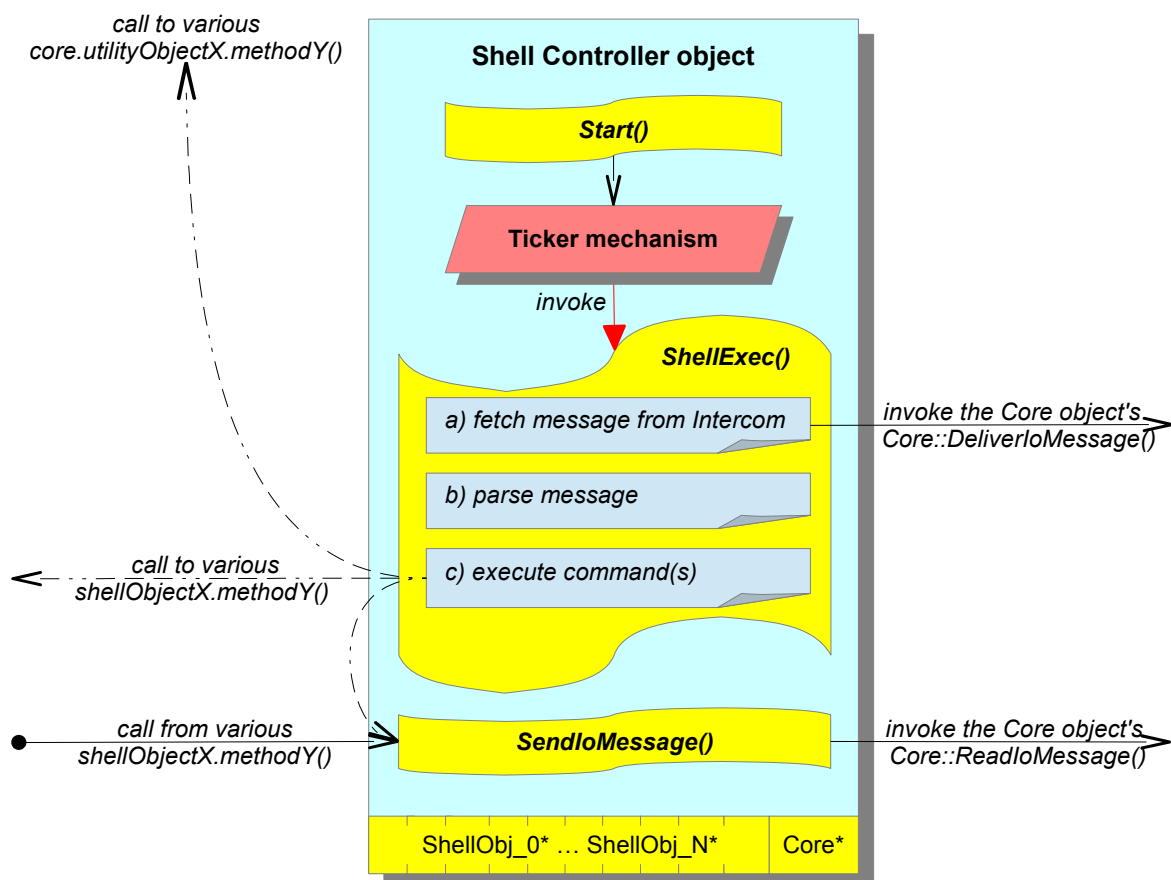 call to various
core.utilityObjectX.methodY()
Shell Controller object
Start()
Ticker mechanism
invoke
ShellExec()
a) fetch message from Intercom
invoke the Core object's
Core::DeliverIoMessage()
b) parse message
c) execute command(s)
call to various
shellObjectX.methodY()
call from various
shellObjectX.methodY()
SendIoMessage()
invoke the Core object's
Core::ReadIoMessage()
ShellObj_0* … ShellObj_N*
Core*